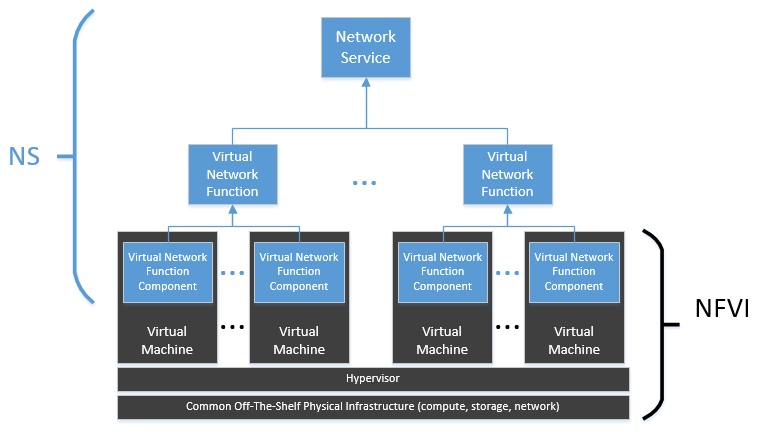 Network
Service
NS
Virtual
Network
Function
...
Virtual
Network
Function
Virtual Network
Function
Component
...
Virtual Network
Function
Component
Virtual Network
Function
Component
...
Virtual Network
Function
Component
NFVI
Virtual
Machine
...
Virtual
Machine
Virtual
Machine
...
Virtual
Machine
Hypervisor
Common Off-The-Shelf Physical Infrastructure (compute, storage, network)